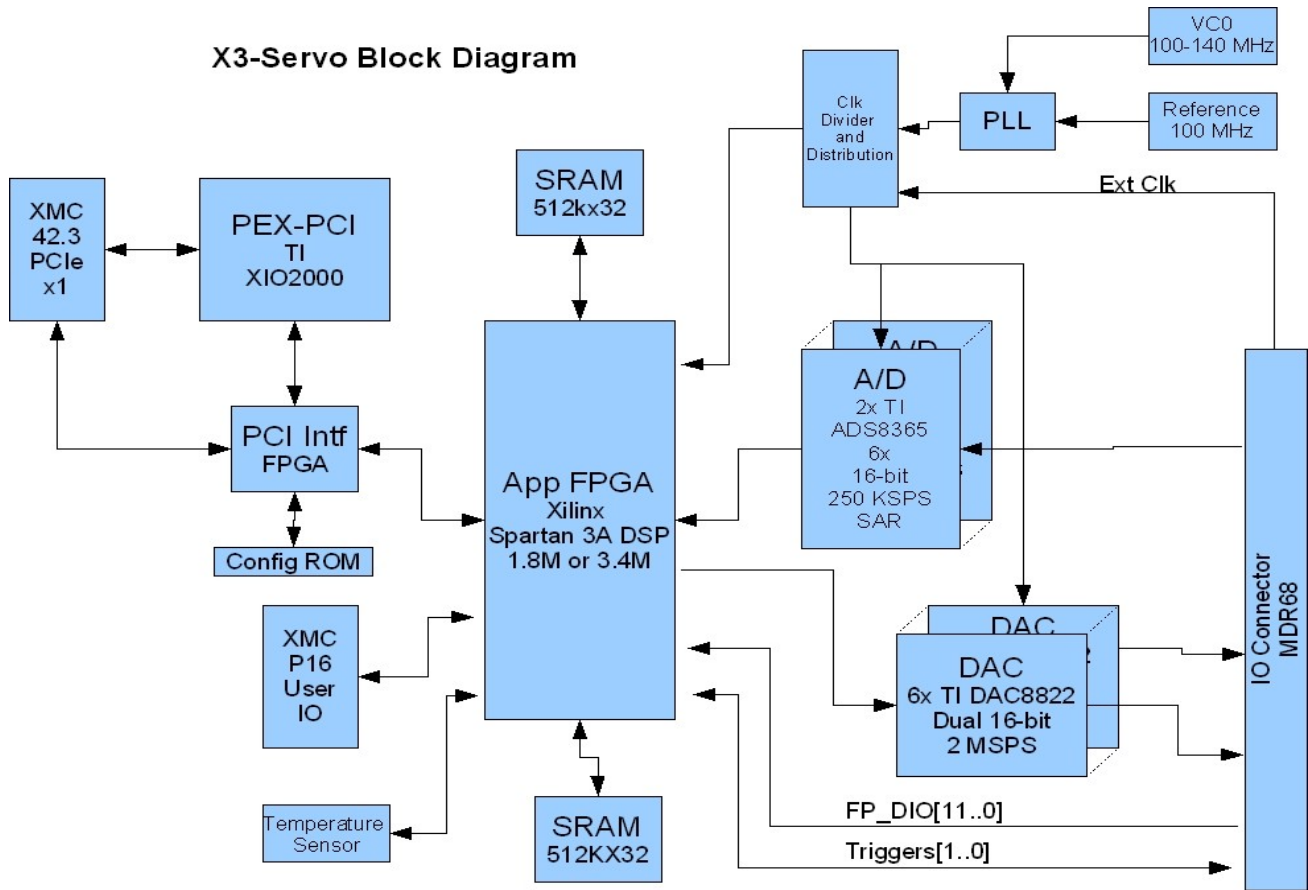 X3-Servo Block Diagram
VC0
100-140 MHz
Reference
100 MHz
PLL
Clk
Divider
and
Distribution
Ext Clk
SRAM
512kx32
XMC
42.3
PCIe
x1
PEX-PCI
TI
XIO2000
PCI Intf
FPGA
Config ROM
App FPGA
Xilinx
Spartan 3A DSP
1.8M or 3.4M
A/D
A/D
2x TI
ADS8365
6x
16-bit
250 KSPS
SAR
XMC
P16
User
IO
Temperature
Sensor
SRAM
512KX32
DAC
2
DAC
6x TI DAC8822
Dual 16-bit
2 MSPS
FP_DIO[11..0]
Triggers[1..0]
IO Connector
MDR68